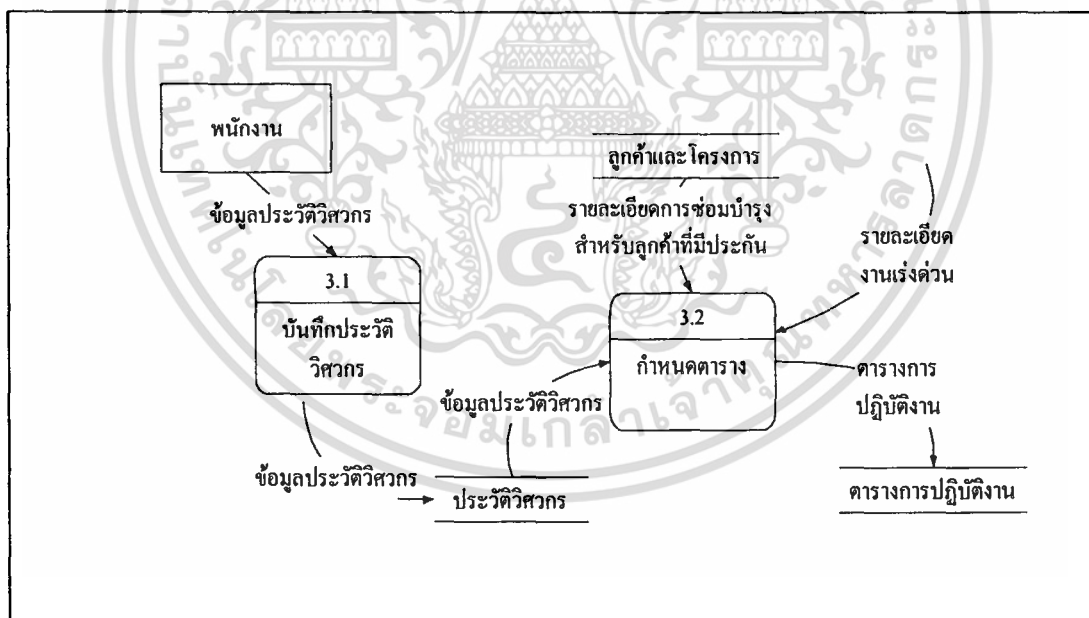 พนักงาน
ข้อมูลประวัติวิศวกร
3.1
บันทึกประวัติ
วิศวกร
ข้อมูลประวัติวิศวกร
ประวัติวิศวกร
ข้อมูลประวัติวิศวกร
ลูกค้าและโครงการ
รายละเอียดการซ่อมบำรุง
สำหรับลูกค้าที่มีประกัน
3.2
กำหนดตาราง
รายละเอียด
งานเร่งด่วน
ตารางการ
ปฏิบัติงาน
ตารางการปฏิบัติงาน